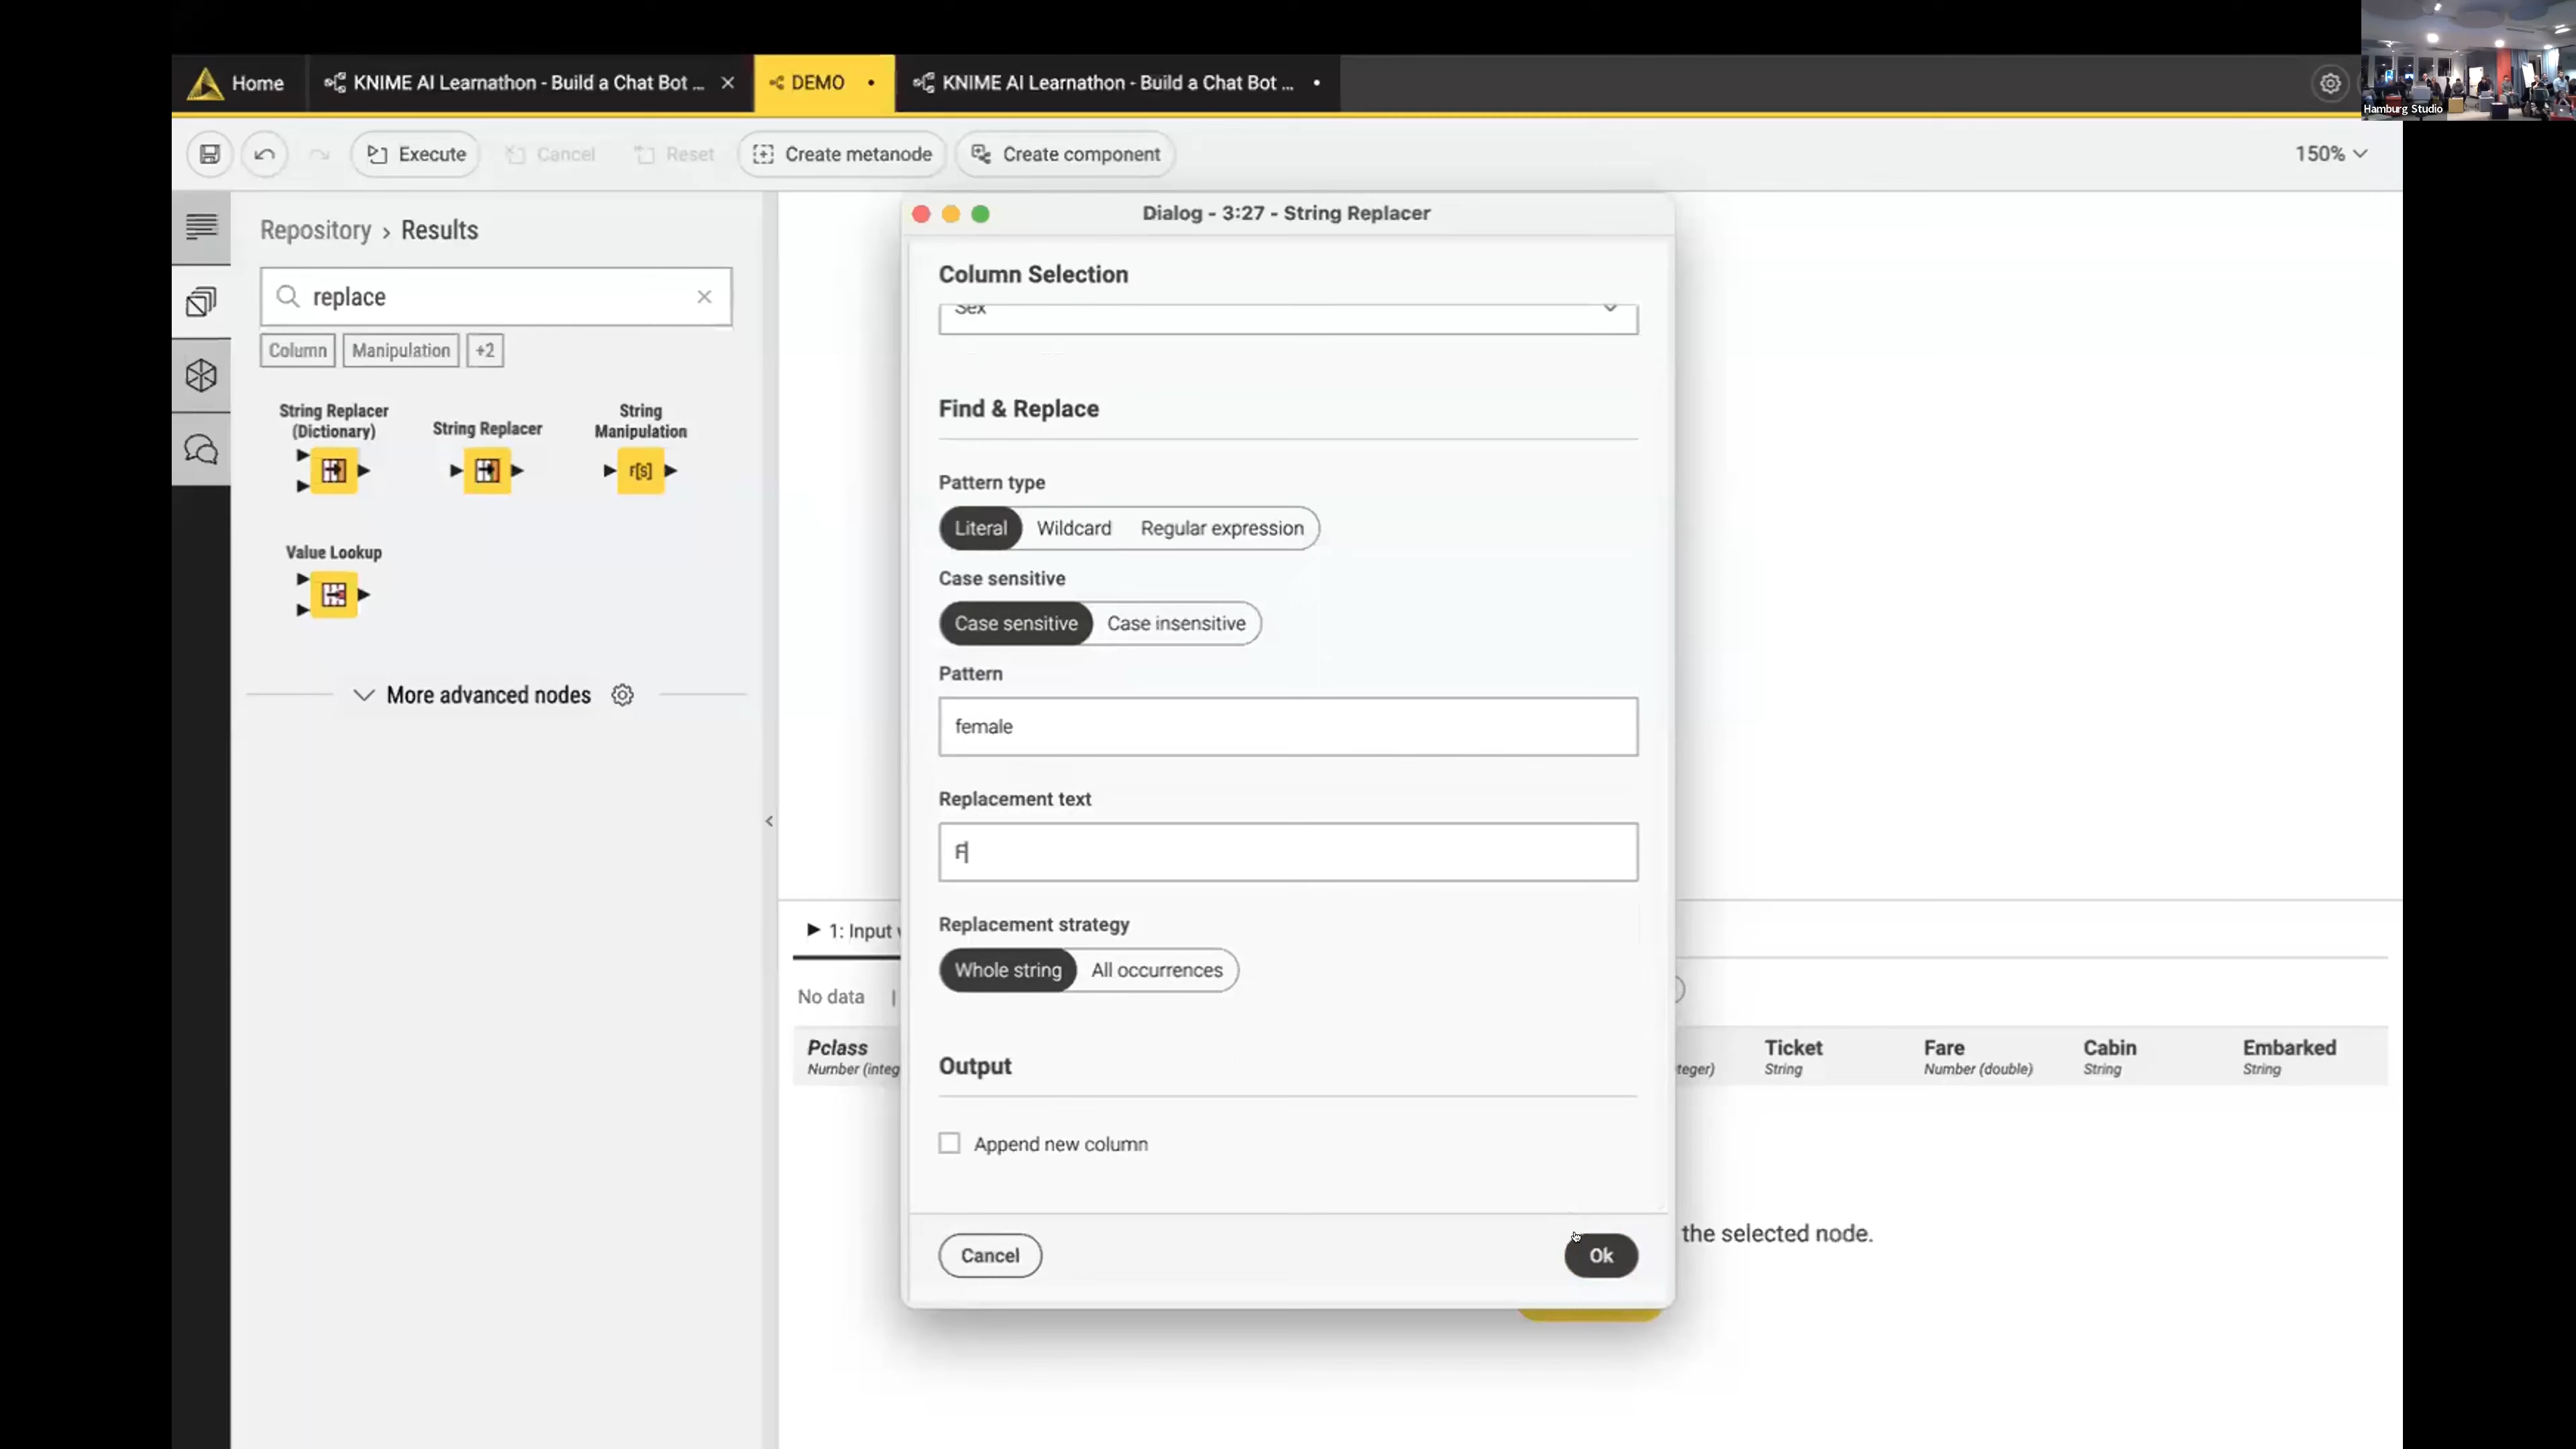 Hamburg Studio
Home
KNIME AI Learnathon - Build a Chat Bot ...
DEMO
KNIME AI Learnathon - Build a Chat Bot ...
Execute
Cancel
Reset
Create metanode
Create component
150%
Repository › Results
replace
Column
Manipulation
+2
String Replacer
(Dictionary)
String Replacer
String
Manipulation
F[S]
Value Lookup
More advanced nodes
Dialog - 3:27 - String Replacer
Column Selection
Sex
Find & Replace
Pattern type
Literal
Wildcard
Regular expression
Case sensitive
Case sensitive
Case insensitive
Pattern
female
Replacement text
F
Replacement strategy
Whole string
All occurrences
Output
Append new column
Cancel
Ok
1: Input
No data
Pclass
Number (integ
teger)
Ticket
String
Fare
Number (double)
Cabin
String
Embarked
String
the selected node.